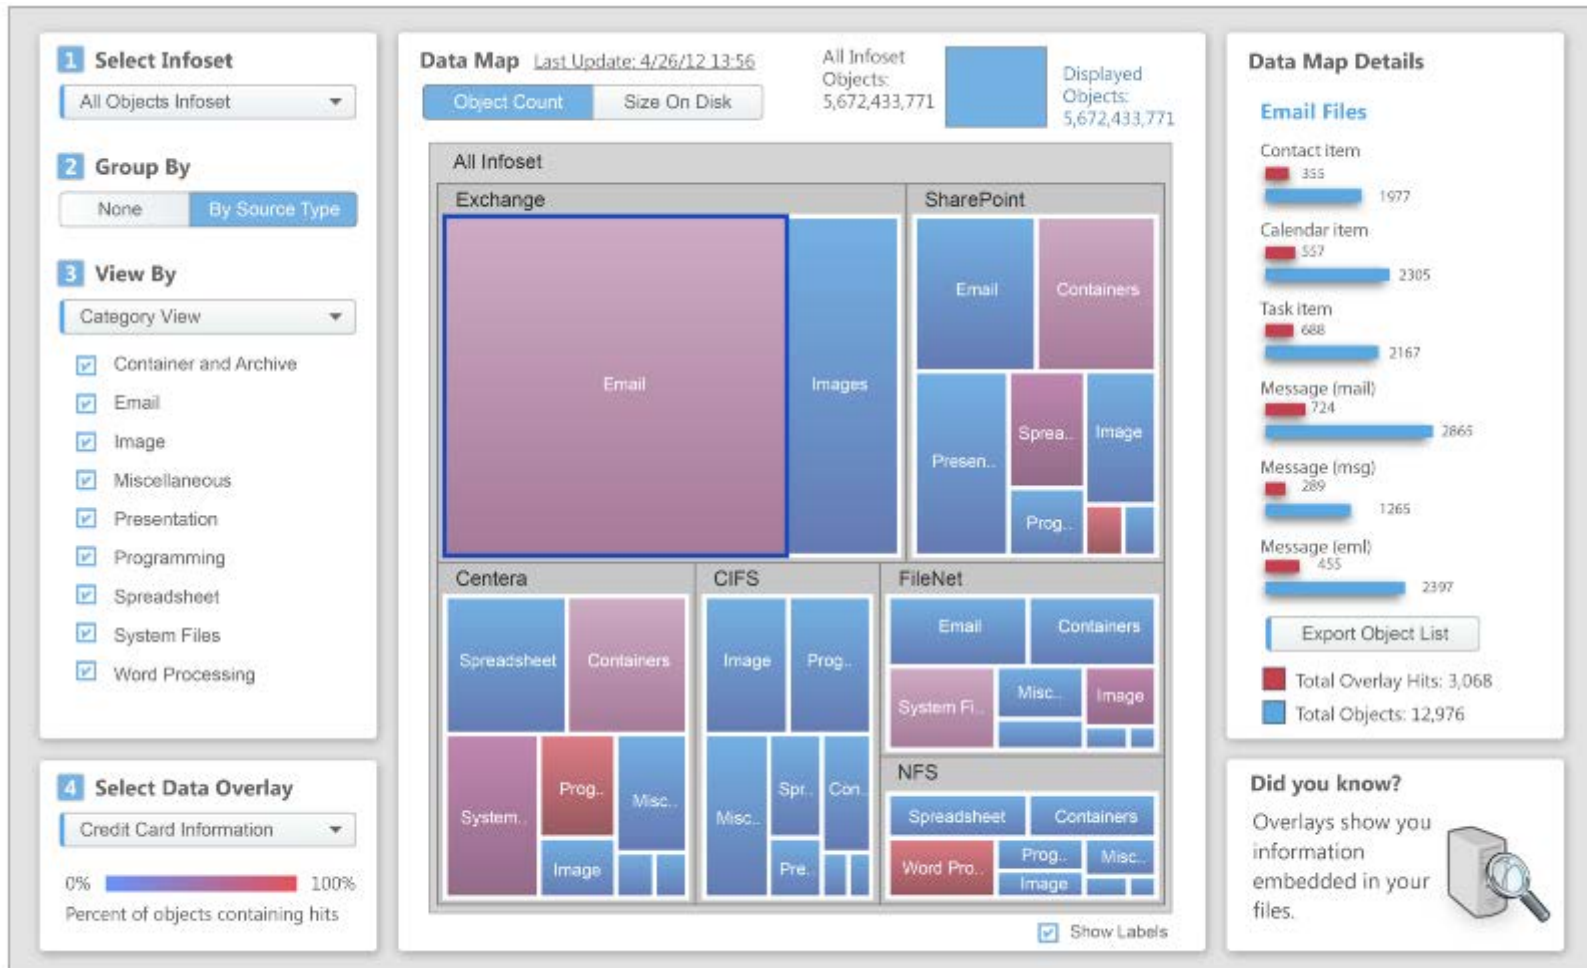 1 Select Infoset
All Objects Infoset
2 Group By
None By Source Type
3 View By
Category View
Container and Archive
Email
Image
Miscellaneous
Presentation
Programming
Spreadsheet
System Files
Word Processing
4 Select Data Overlay
Credit Card Information
0% 100%
Percent of objects containing hits
Data Map Last Update: 4/26/12 13:56
Object Count Size On Disk
All Infoset
Objects:
5,672,433,771
Displayed
Objects:
5,672,433,771
All Infoset
Exchange
Email
Images
SharePoint
Email
Containers
Presen..
Sprea..
Image
Prog..
Centera
Spreadsheet
Containers
System..
Prog..
Misc..
Image
CIFS
Image
Prog..
Misc..
Spr..
Con..
Pre.
FileNet
Email
Containers
System Fi..
Misc..
Image
NFS
Spreadsheet
Containers
Word Pro..
Prog..
Misc..
Image
Show Labels
Data Map Details
Email Files
Contact item
355
1977
Calendar item
557
2305
Task item
688
2167
Message (mail)
724
2865
Message (msg)
289
1265
Message (eml)
455
2397
Export Object List
Total Overlay Hits: 3,068
Total Objects: 12,976
Did you know?
Overlays show you
information
embedded in your
files.